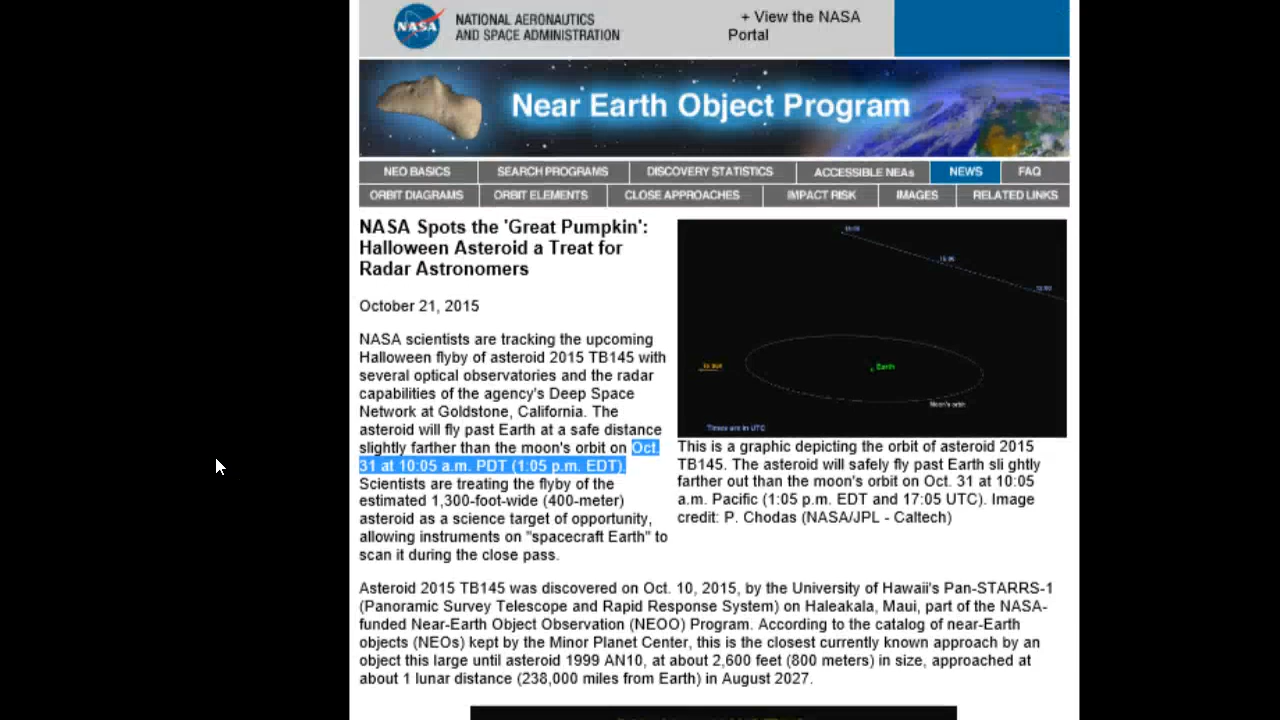 NASA
NATIONAL AERONAUTICS
AND SPACE ADMINISTRATION
+ View the NASA
Portal
Near Earth Object Program
NEO BASICS
SEARCH PROGRAMS
DISCOVERY STATISTICS
ACCESSIBLE NEAs
NEWS
FAQ
ORBIT DIAGRAMS
ORBIT ELEMENTS
CLOSE APPROACHES
IMPACT RISK
IMAGES
RELATED LINKS
NASA Spots the 'Great Pumpkin':
Halloween Asteroid a Treat for
Radar Astronomers
October 21, 2015
NASA scientists are tracking the upcoming
Halloween flyby of asteroid 2015 TB145 with
several optical observatories and the radar
capabilities of the agency's Deep Space
Network at Goldstone, California. The
asteroid will fly past Earth at a safe distance
slightly farther than the moon's orbit on Oct.
31 at 10:05 a.m. PDT (1:05 p.m. EDT).
Scientists are treating the flyby of the
estimated 1,300-foot-wide (400-meter)
asteroid as a science target of opportunity,
allowing instruments on "spacecraft Earth" to
scan it during the close pass.
Earth
Moon's orbit
Times are in UTC
This is a graphic depicting the orbit of asteroid 2015
TB145. The asteroid will safely fly past Earth sli ghtly
farther out than the moon's orbit on Oct. 31 at 10:05
a.m. Pacific (1:05 p.m. EDT and 17:05 UTC). Image
credit: P. Chodas (NASA/JPL - Caltech)
Asteroid 2015 TB145 was discovered on Oct. 10, 2015, by the University of Hawaii's Pan-STARRS-1
(Panoramic Survey Telescope and Rapid Response System) on Haleakala, Maui, part of the NASA-
funded Near-Earth Object Observation (NEOO) Program. According to the catalog of near-Earth
objects (NEOs) kept by the Minor Planet Center, this is the closest currently known approach by an
object this large until asteroid 1999 AN10, at about 2,600 feet (800 meters) in size, approached at
about 1 lunar distance (238,000 miles from Earth) in August 2027.